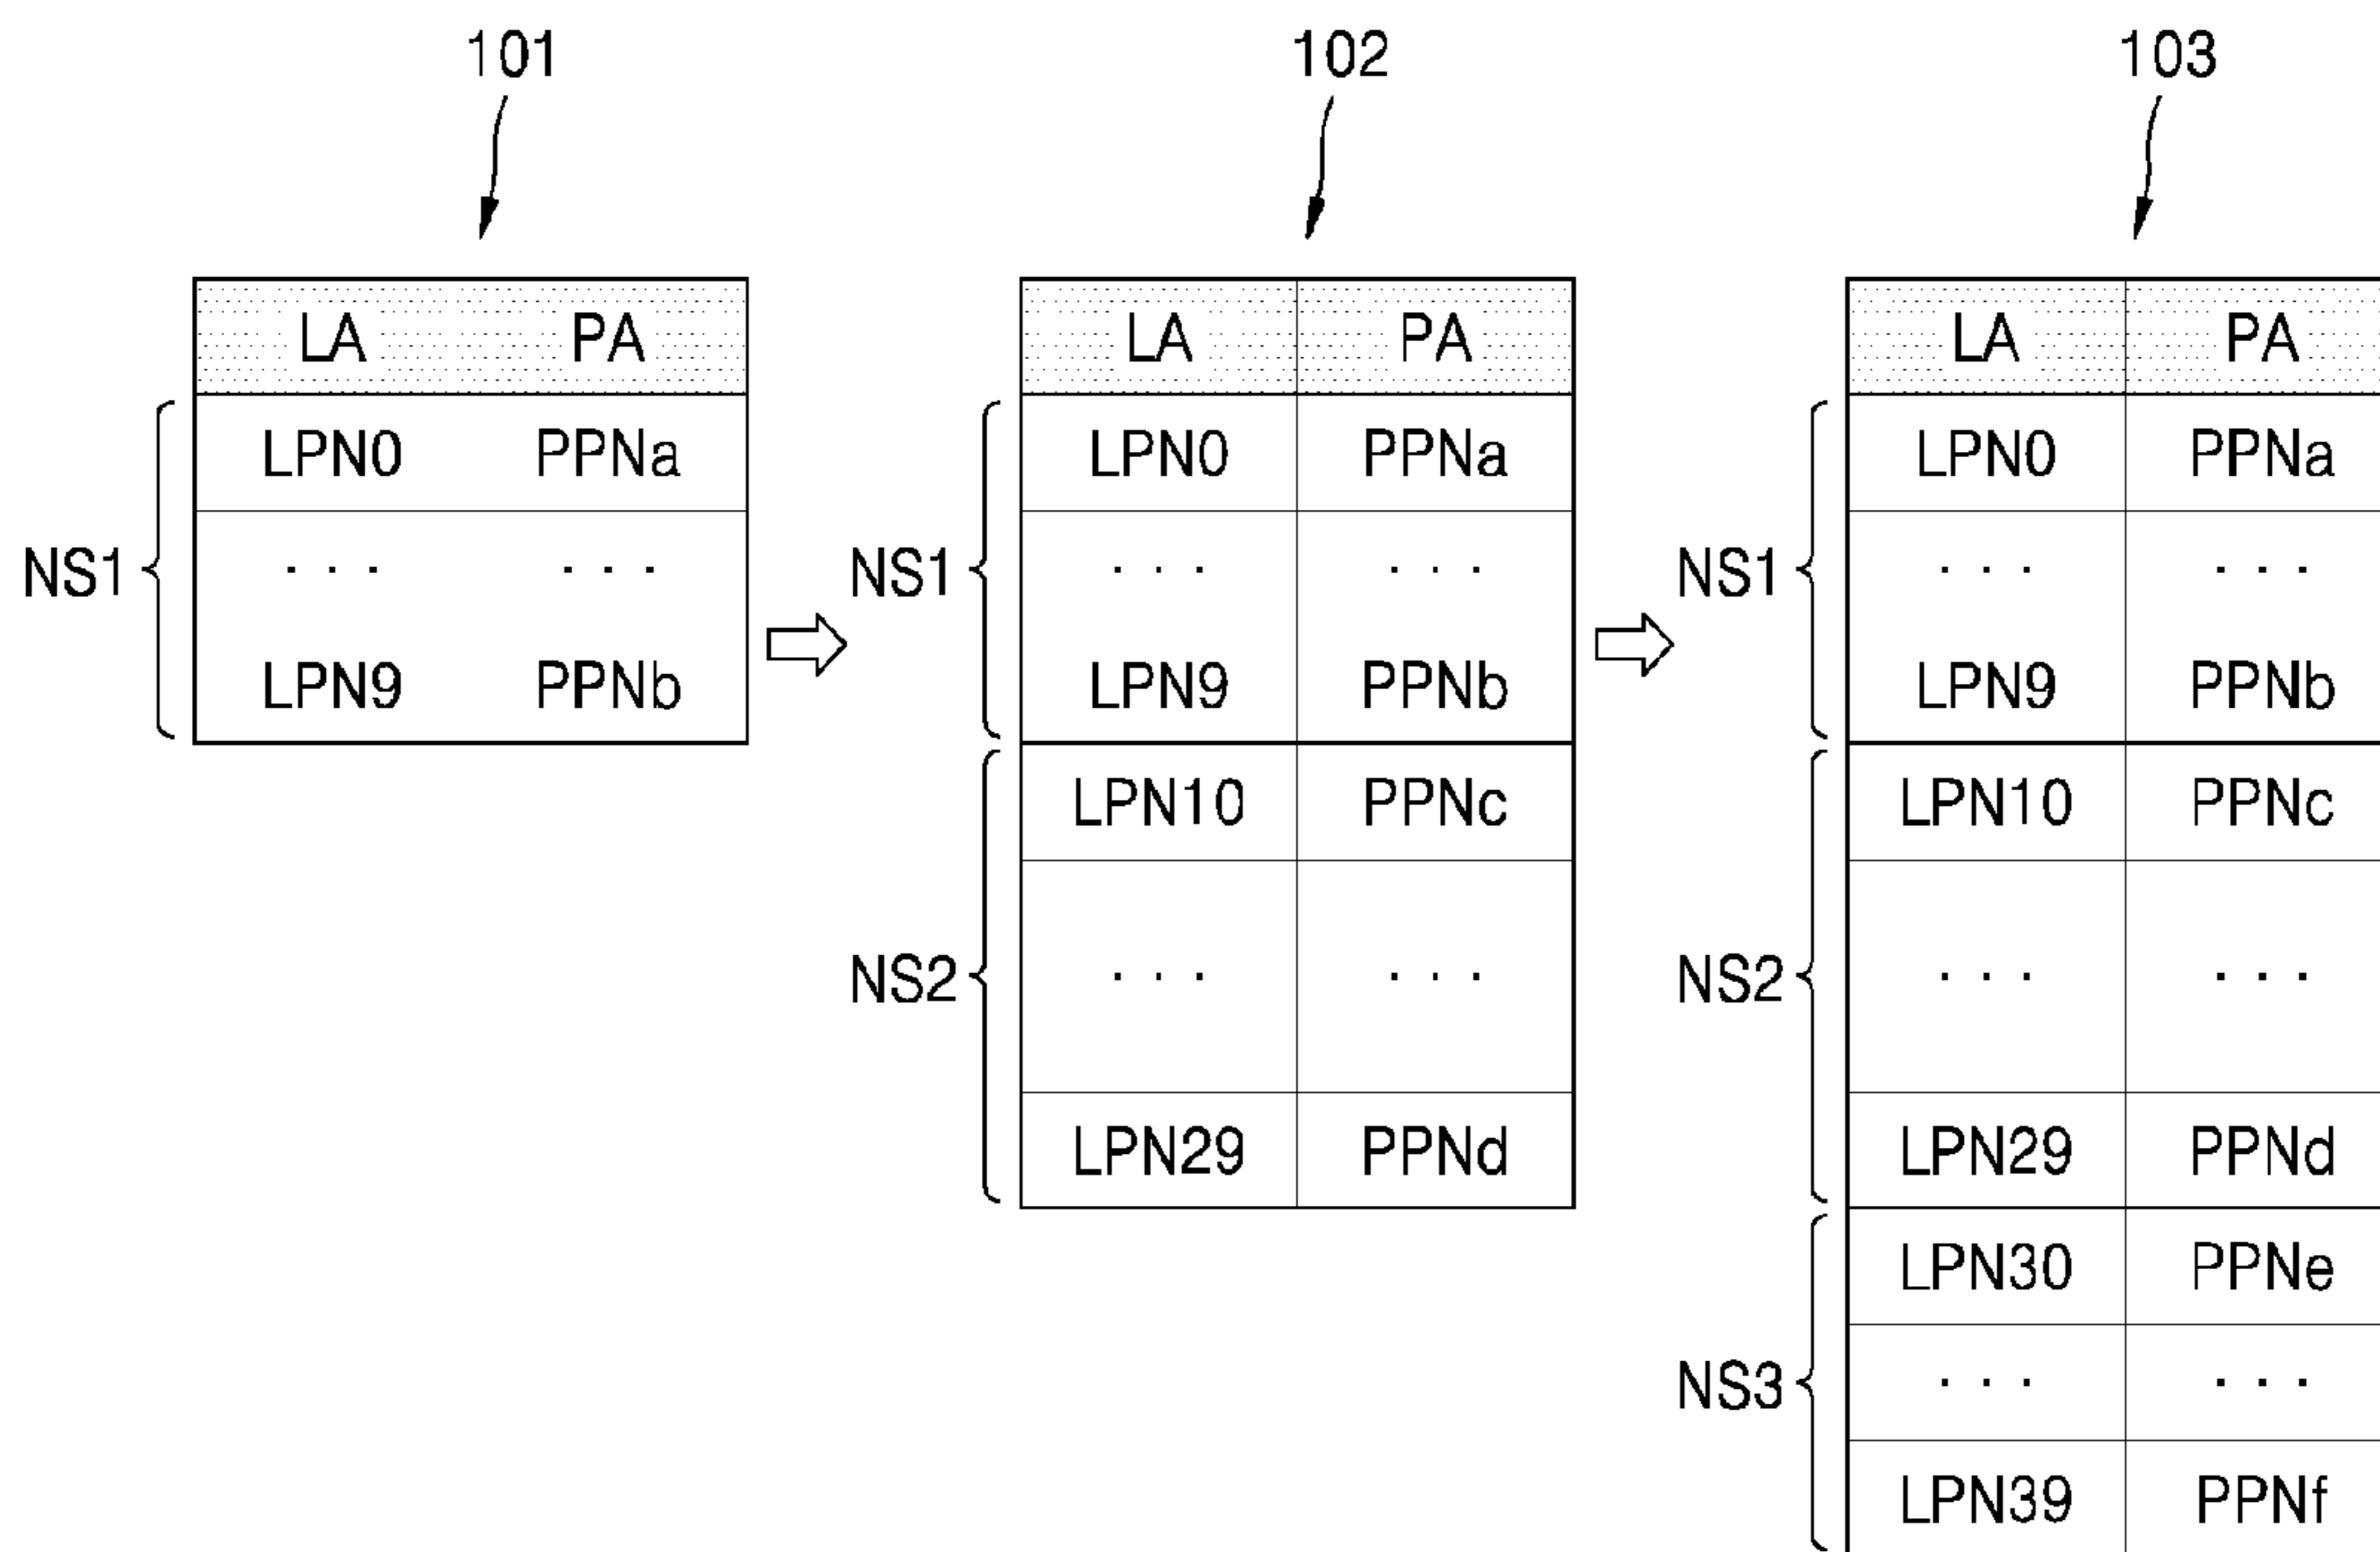 101
LA PA
NS1
LPN0 PPNa
. . . . . .
LPN9 PPNb
102
LA PA
NS1
LPN0 PPNa
. . . . . .
LPN9 PPNb
NS2
LPN10 PPNc
. . . . . .
LPN29 PPNd
103
LA PA
NS1
LPN0 PPNa
. . . . . .
LPN9 PPNb
NS2
LPN10 PPNc
. . . . . .
LPN29 PPNd
NS3
LPN30 PPNe
. . . . . .
LPN39 PPNf